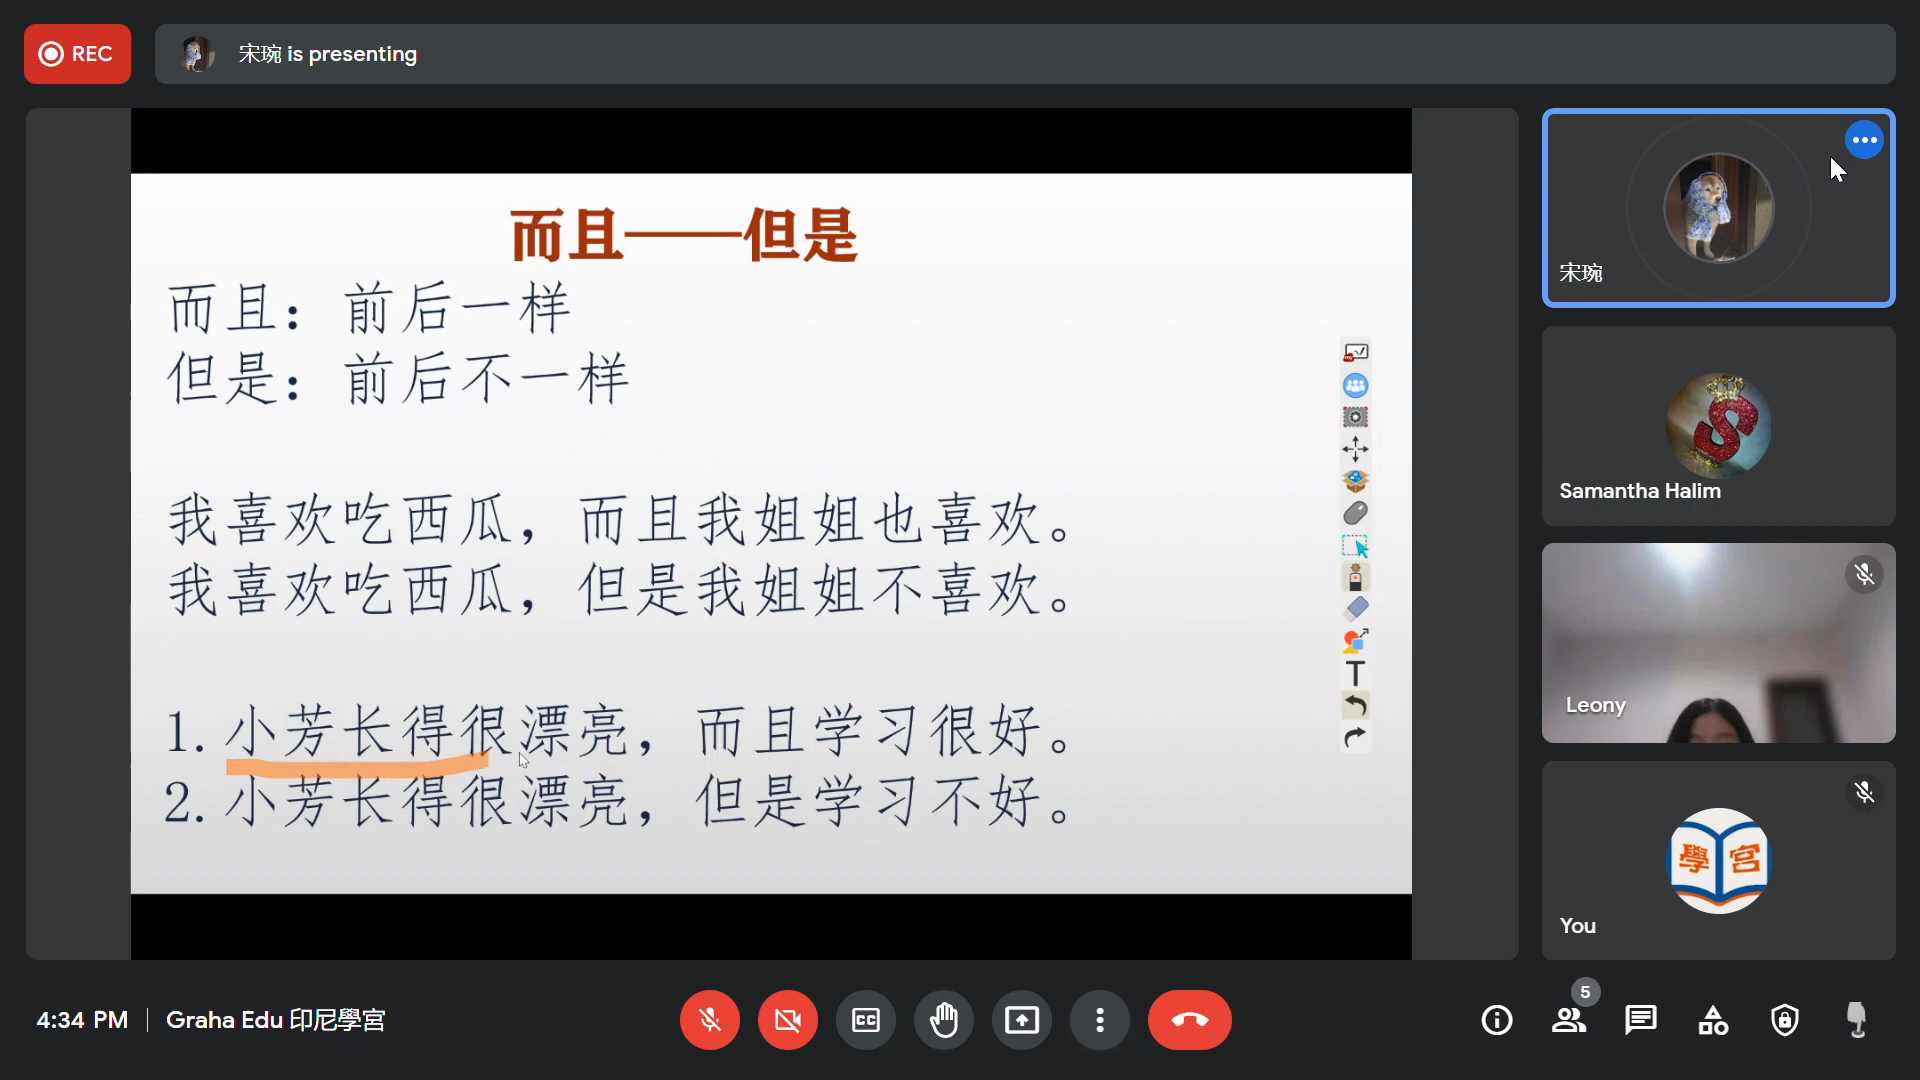 REC
宋琬 is presenting
而且——但是
而且：前后一样
但是：前后不一样
我喜欢吃西瓜，而且我姐姐也喜欢。
我喜欢吃西瓜，但是我姐姐不喜欢。
1. 小芳长得很漂亮，而且学习很好。
2. 小芳长得很漂亮，但是学习不好。
T
宋琬
S
Samantha Halim
Leony
學宮
You
4:34 PM | Graha Edu 印尼學宮
CC
5